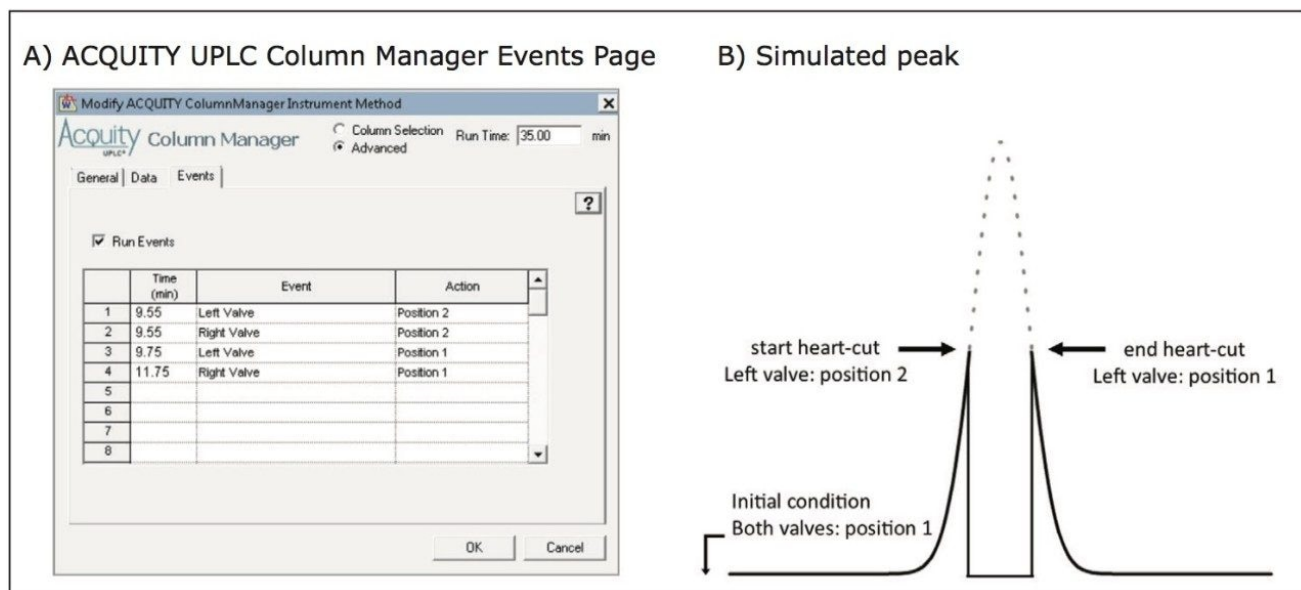 A) ACQUITY UPLC Column Manager Events Page
B) Simulated peak
Modify ACQUITY ColumnManager Instrument Method
Acquity UPLC® Column Manager
Column Selection
Advanced
Run Time: 35.00 min
General Data Events
?
Run Events
Time (min) Event Action
1 9.55 Left Valve Position 2
2 9.55 Right Valve Position 2
3 9.75 Left Valve Position 1
4 11.75 Right Valve Position 1
5
6
7
8
OK Cancel
start heart-cut
Left valve: position 2
end heart-cut
Left valve: position 1
Initial condition
Both valves: position 1